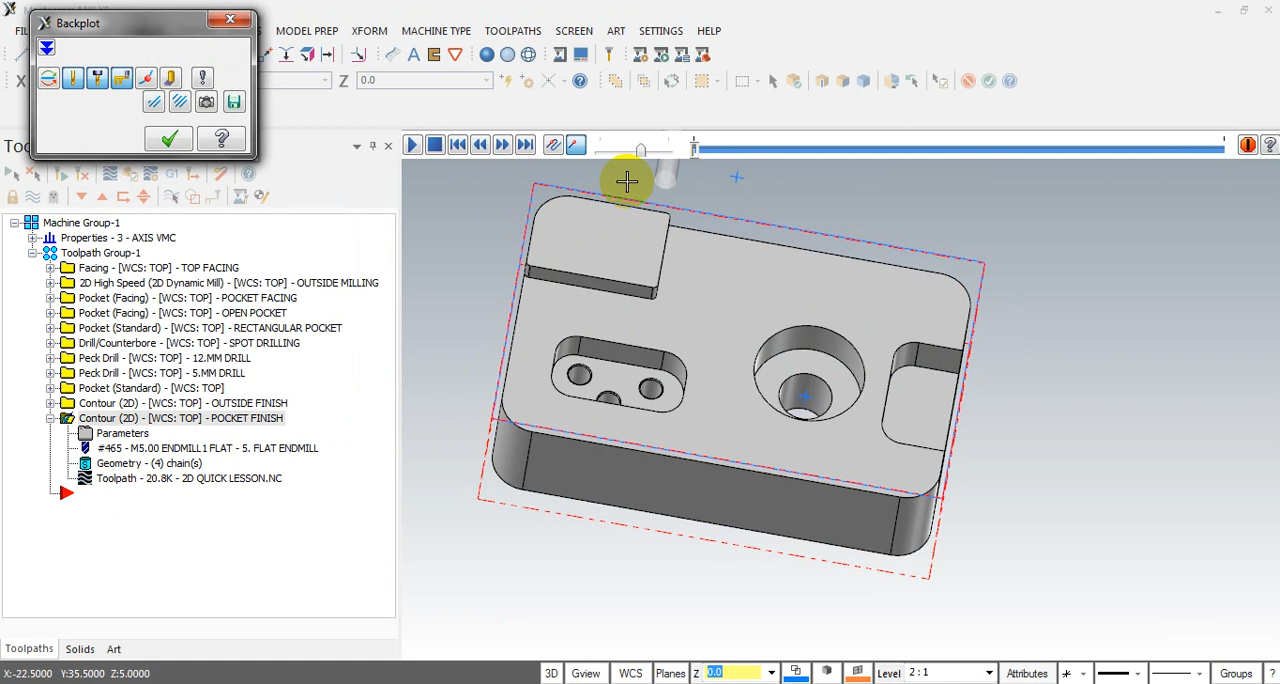 Backplot
FIL MODEL PREP XFORM MACHINE TYPE TOOLPATHS SCREEN ART SETTINGS HELP
X Z 0.0
Too
G1
Machine Group-1
Properties - 3 - AXIS VMC
Toolpath Group-1
Facing - [WCS: TOP] - TOP FACING
2D High Speed (2D Dynamic Mill) - [WCS: TOP] - OUTSIDE MILLING
Pocket (Facing) - [WCS: TOP] - POCKET FACING
Pocket (Facing) - [WCS: TOP] - OPEN POCKET
Pocket (Standard) - [WCS: TOP] - RECTANGULAR POCKET
Drill/Counterbore - [WCS: TOP] - SPOT DRILLING
Peck Drill - [WCS: TOP] - 12.MM DRILL
Peck Drill - [WCS: TOP] - 5.MM DRILL
Pocket (Standard) - [WCS: TOP]
Contour (2D) - [WCS: TOP] - OUTSIDE FINISH
Contour (2D) - [WCS: TOP] - POCKET FINISH
Parameters
#465 - M5.00 ENDMILL1 FLAT - 5. FLAT ENDMILL
Geometry - (4) chain(s)
Toolpath - 20.8K - 2D QUICK LESSON.NC
Toolpaths Solids Art
X:-22.5000 Y:35.5000 Z:5.0000 3D Gview WCS Planes Z 0.0 Level 2 : 1 Attributes Groups ?